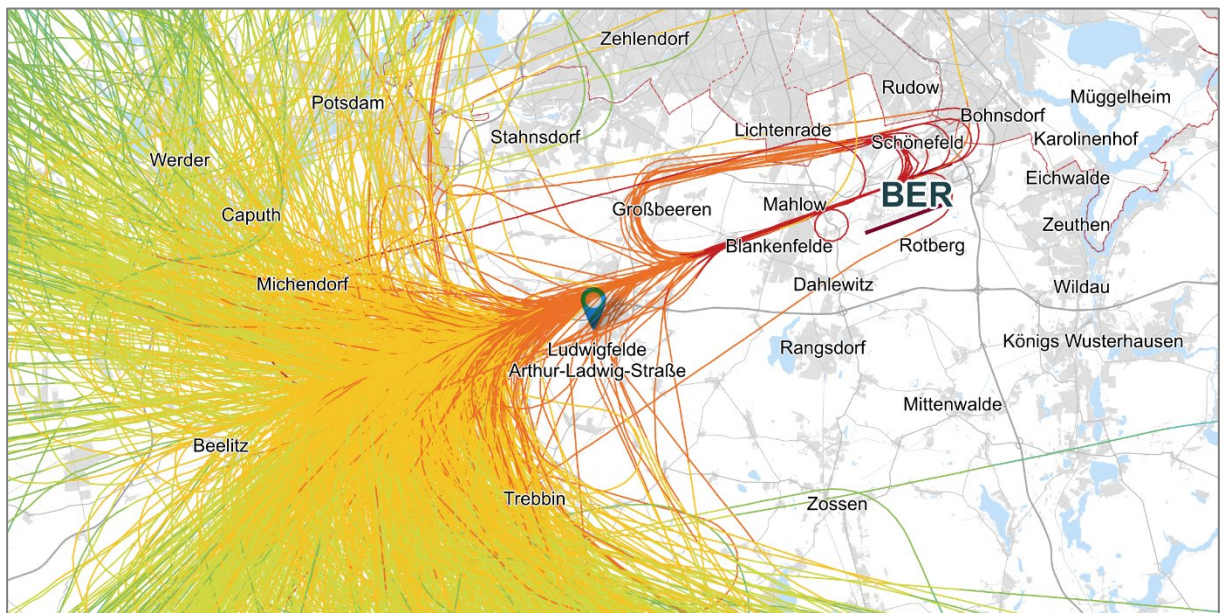 Zehlendorf
Potsdam
Rudow
Müggelheim
Stahnsdorf
Lichtenrade
Bohnsdorf
Schönefeld
Karolinenhof
Werder
Eichwalde
BER
Caputh
Großbeeren
Mahlow
Zeuthen
Blankenfelde
Rotberg
Michendorf
Dahlewitz
Wildau
Ludwigfelde
Arthur-Ladwig-Straße
Rangsdorf
Königs Wusterhausen
Mittenwalde
Beelitz
Trebbin
Zossen